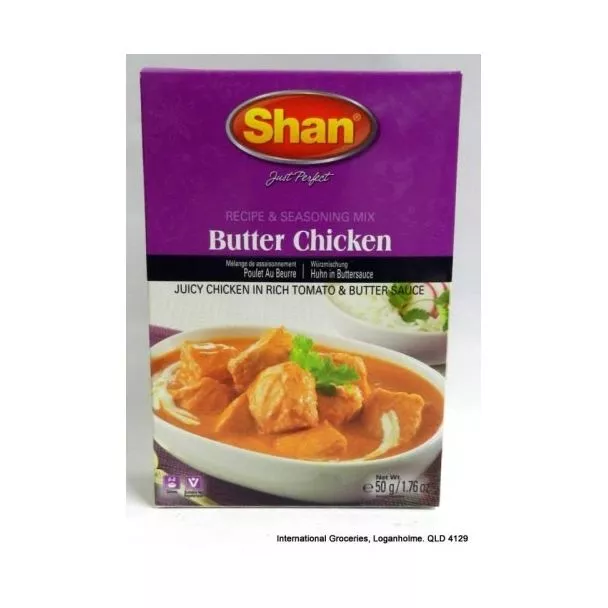 Shan®
Just Perfect
RECIPE & SEASONING MIX
Butter Chicken
Mélange de assaisonnement
Poulet Au Beurre
Würzmischung
Huhn in Buttersauce
JUICY CHICKEN IN RICH TOMATO & BUTTER SAUCE
Net Wt.
℮ 50 g / 1.76 oz
International Groceries, Loganholme. QLD 4129